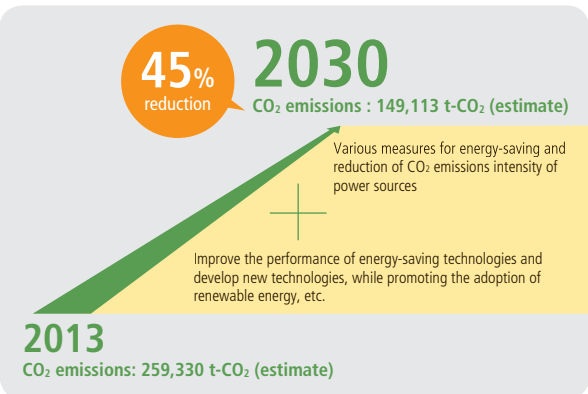 45%
reduction
2030
CO₂ emissions : 149,113 t-CO₂ (estimate)
Various measures for energy-saving and
reduction of CO₂ emissions intensity of
power sources
Improve the performance of energy-saving technologies and
develop new technologies, while promoting the adoption of
renewable energy, etc.
2013
CO₂ emissions: 259,330 t-CO₂ (estimate)